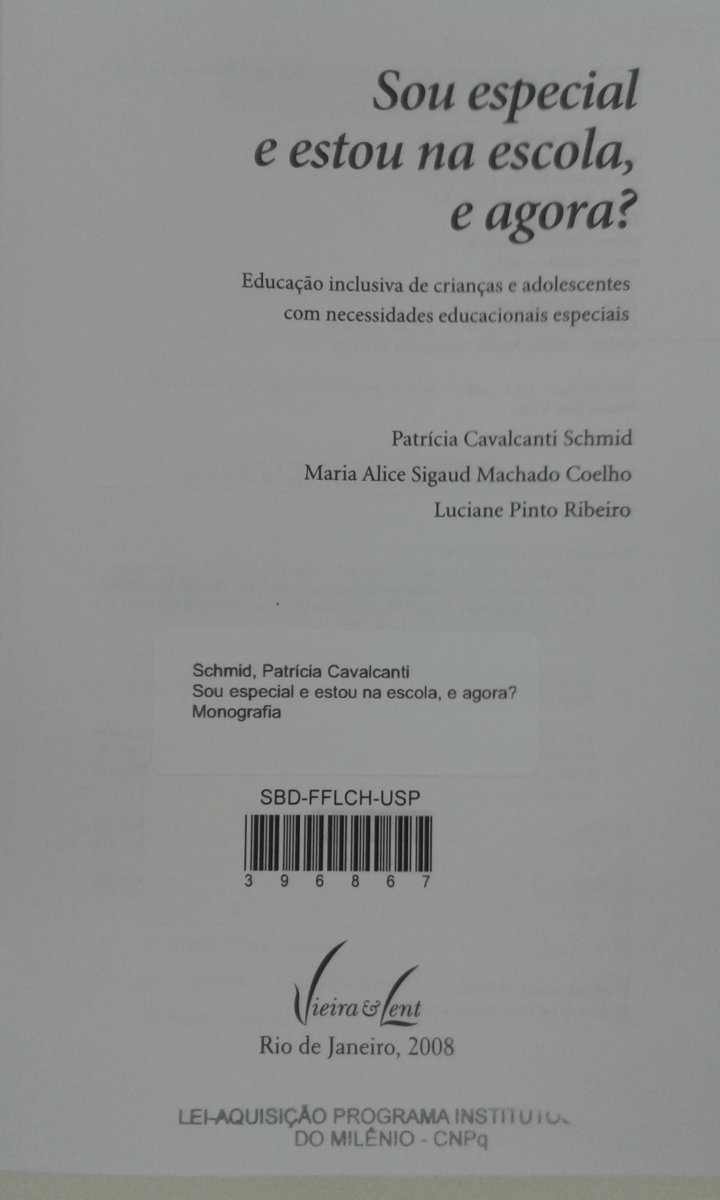 Sou especial
e estou na escola,
e agora?
Educação inclusiva de crianças e adolescentes
com necessidades educacionais especiais
Patrícia Cavalcanti Schmid
Maria Alice Sigaud Machado Coelho
Luciane Pinto Ribeiro
Schmid, Patrícia Cavalcanti
Sou especial e estou na escola, e agora?
Monografia
SBD-FFLCH-USP
3 9 6 8 6 7
Vieira & Lent
Rio de Janeiro, 2008
LEI-AQUISIÇÃO PROGRAMA INSTITUTOS
DO MILÊNIO - CNPq